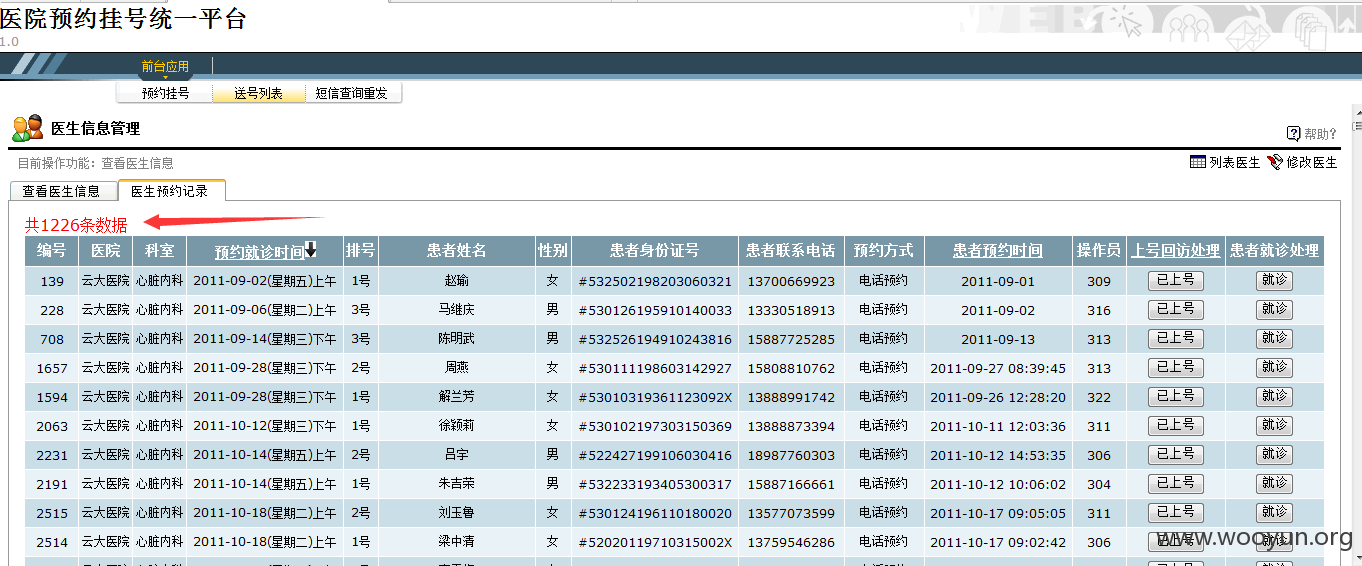 医院预约挂号统一平台
1.0
前台应用
预约挂号 送号列表 短信查询重发
医生信息管理
帮助?
目前操作功能：查看医生信息
列表医生 修改医生
查看医生信息 医生预约记录
共1226条数据
编号 医院 科室 预约就诊时间 排号 患者姓名 性别 患者身份证号 患者联系电话 预约方式 患者预约时间 操作员 上号回访处理 患者就诊处理
139 云大医院 心脏内科 2011-09-02(星期五)上午 1号 赵瑜 女 #532502198203060321 13700669923 电话预约 2011-09-01 309 已上号 就诊
228 云大医院 心脏内科 2011-09-06(星期二)上午 3号 马继庆 男 #530126195910140033 13330518913 电话预约 2011-09-02 316 已上号 就诊
708 云大医院 心脏内科 2011-09-14(星期三)下午 3号 陈明武 男 #532526194910243816 15887725285 电话预约 2011-09-13 313 已上号 就诊
1657 云大医院 心脏内科 2011-09-28(星期三)下午 2号 周燕 女 #530111198603142927 15808810762 电话预约 2011-09-27 08:39:45 313 已上号 就诊
1594 云大医院 心脏内科 2011-09-28(星期三)下午 1号 解兰芳 女 #53010319361123092X 13888991742 电话预约 2011-09-26 12:28:20 322 已上号 就诊
2063 云大医院 心脏内科 2011-10-12(星期三)下午 1号 徐颖莉 女 #530102197303150369 13888873394 电话预约 2011-10-11 12:03:36 311 已上号 就诊
2231 云大医院 心脏内科 2011-10-14(星期五)上午 2号 吕宇 男 #522427199106030416 18987760303 电话预约 2011-10-12 14:53:35 306 已上号 就诊
2191 云大医院 心脏内科 2011-10-14(星期五)上午 1号 朱吉荣 男 #532233193405300317 15887166661 电话预约 2011-10-12 10:06:02 304 已上号 就诊
2515 云大医院 心脏内科 2011-10-18(星期二)上午 2号 刘玉鲁 女 #530124196110180020 13577073599 电话预约 2011-10-17 09:05:05 311 已上号 就诊
2514 云大医院 心脏内科 2011-10-18(星期二)上午 1号 梁中清 女 #52020119710315002X 13759546286 电话预约 2011-10-17 09:02:42 306 已上号 就诊
www.wooyun.org